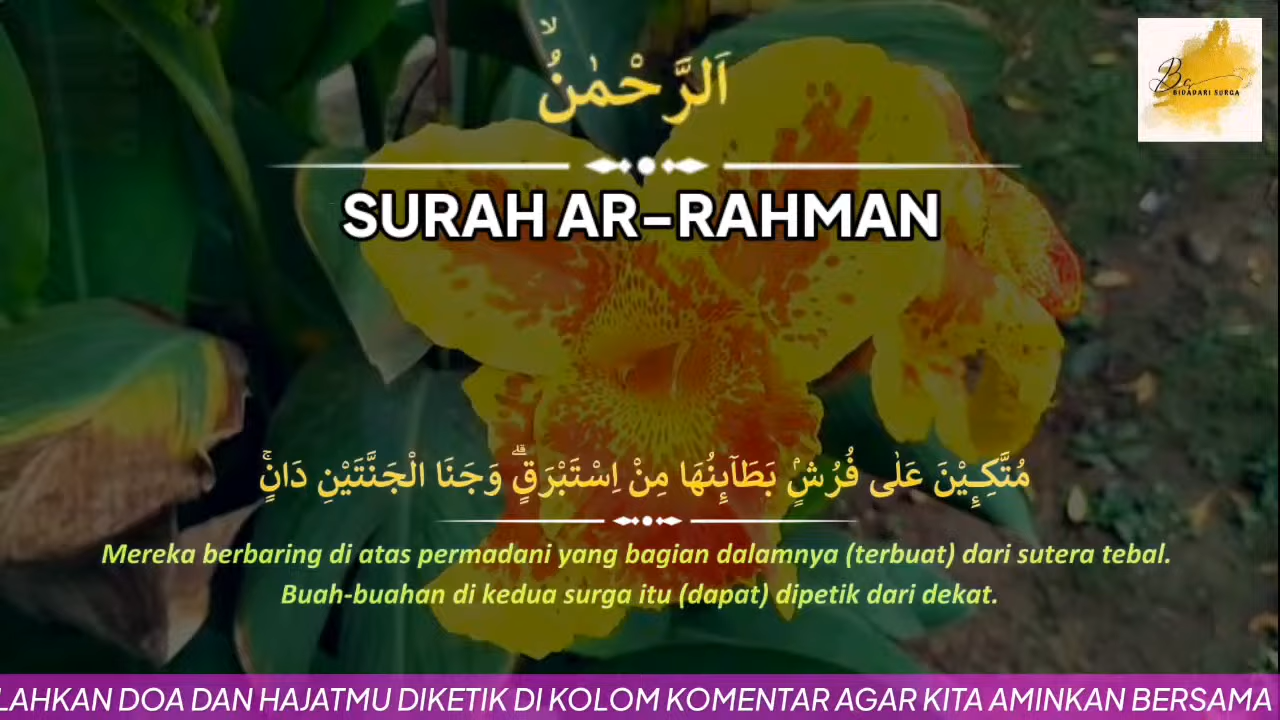 اَلرَّحْمٰنُۙ
Bs
BIDADARI SURGA
SURAH AR-RAHMAN
مُتَّكِـِٕيْنَ عَلٰى فُرُشٍۢ بَطَاۤىِٕنُهَا مِنْ اِسْتَبْرَقٍۗ وَجَنَا الْجَنَّتَيْنِ دَانٍۚ
Mereka berbaring di atas permadani yang bagian dalamnya (terbuat) dari sutera tebal.
Buah-buahan di kedua surga itu (dapat) dipetik dari dekat.
LAHKAN DOA DAN HAJATMU DIKETIK DI KOLOM KOMENTAR AGAR KITA AMINKAN BERSAMA